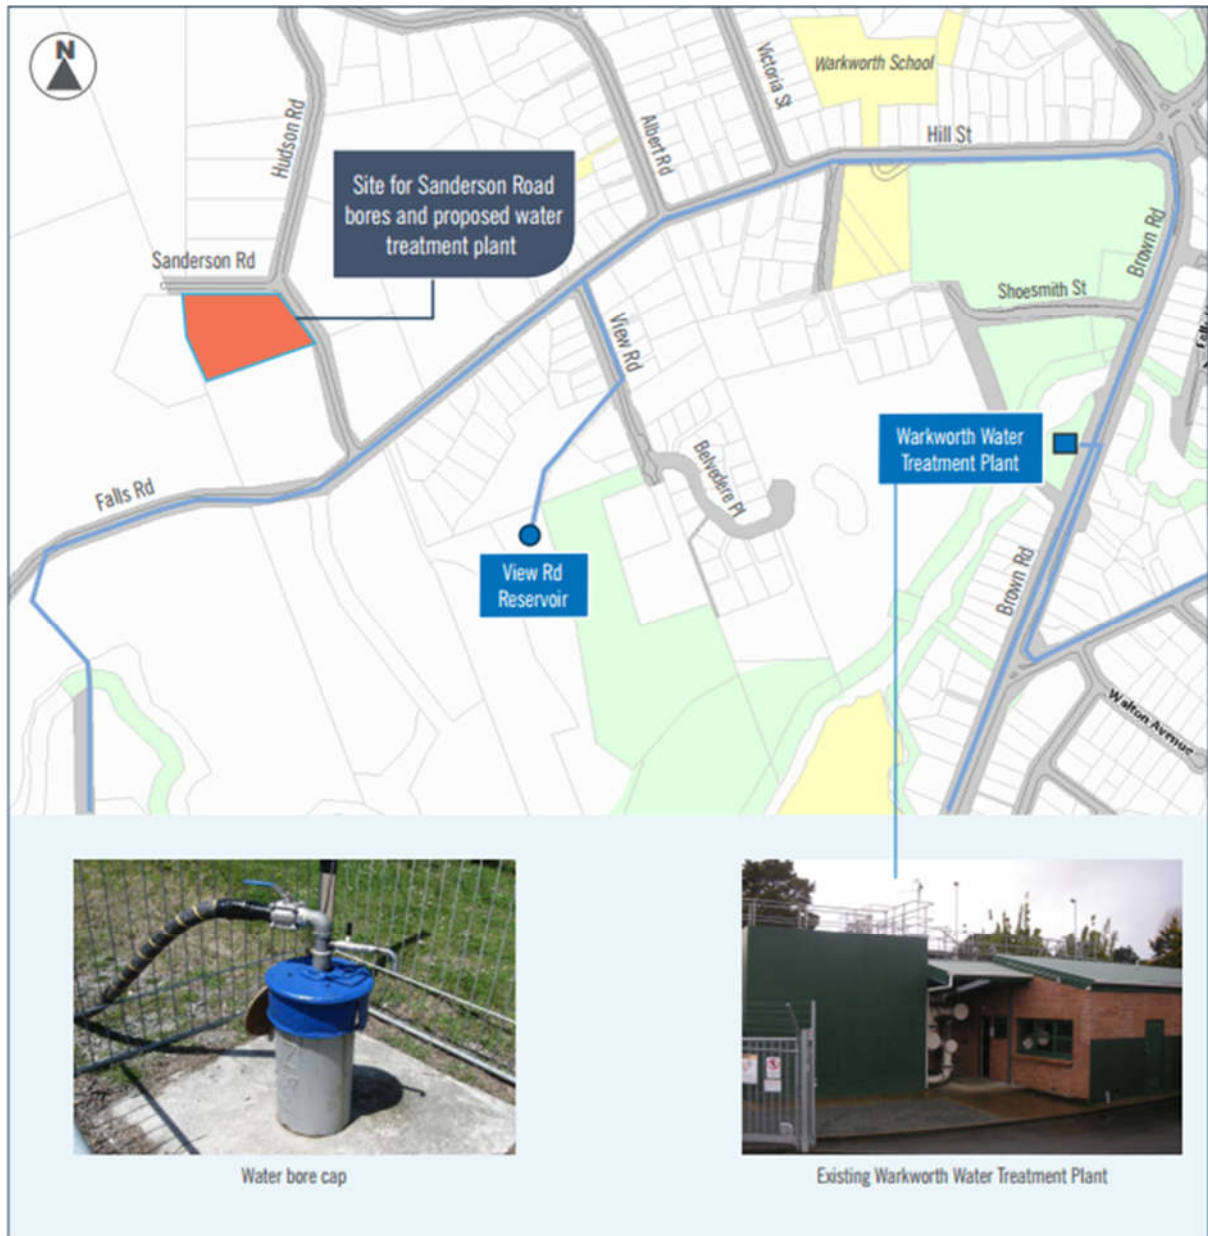 N
Warkworth School
Victoria St
Hill St
Albert Rd
Hudson Rd
Site for Sanderson Road
bores and proposed water
treatment plant
Sanderson Rd
Brown Rd
Shoesmith St
View Rd
Warkworth Water
Treatment Plant
Belvedere Pl
Falls Rd
View Rd
Reservoir
Brown Rd
Walton Avenue
Water bore cap
Existing Warkworth Water Treatment Plant